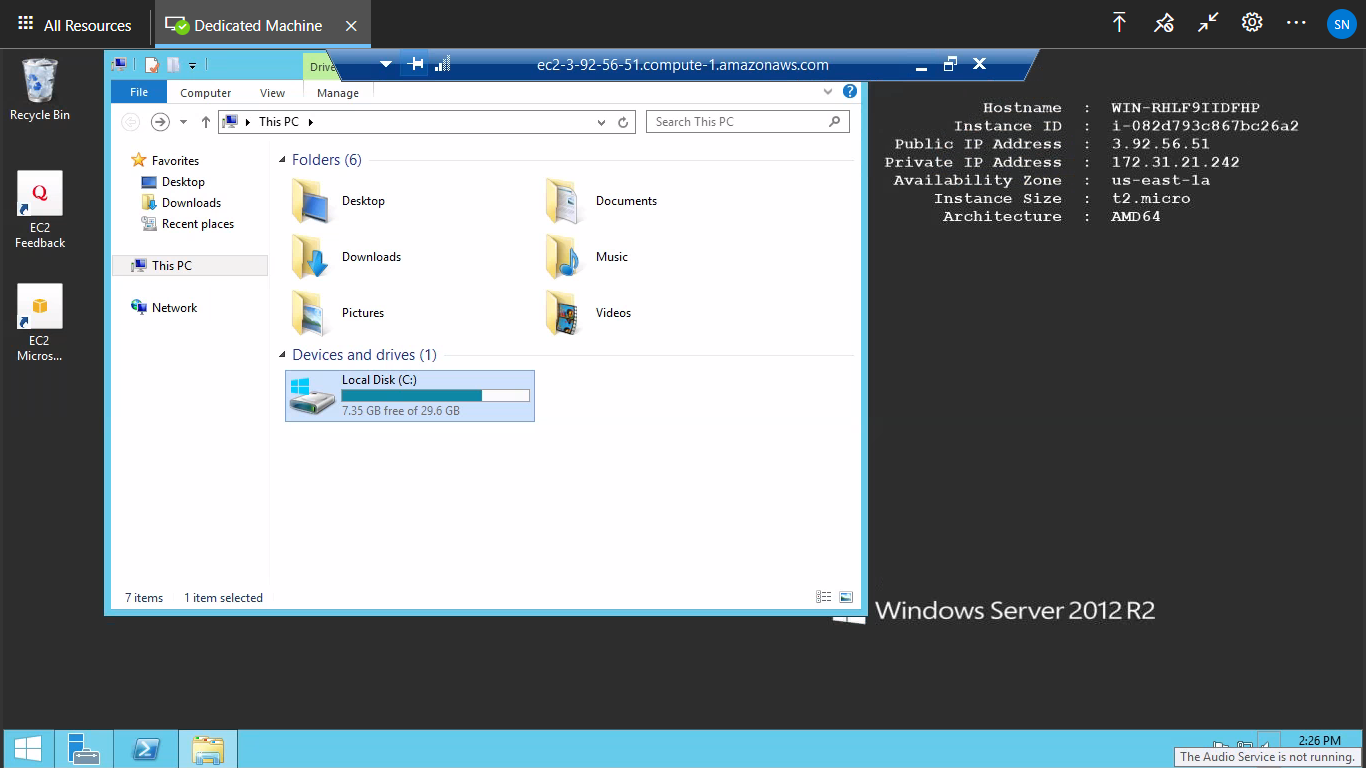 All Resources
Dedicated Machine
SN
Drive
ec2-3-92-56-51.compute-1.amazonaws.com
File
Computer
View
Manage
This PC
Search This PC
Recycle Bin
EC2
Feedback
EC2
Micros...
Favorites
Desktop
Downloads
Recent places
This PC
Network
Folders (6)
Desktop
Documents
Downloads
Music
Pictures
Videos
Devices and drives (1)
Local Disk (C:)
7.35 GB free of 29.6 GB
7 items
1 item selected
Hostname : WIN-RHLF9IIDFHP
Instance ID : i-082d793c867bc26a2
Public IP Address : 3.92.56.51
Private IP Address : 172.31.21.242
Availability Zone : us-east-1a
Instance Size : t2.micro
Architecture : AMD64
Windows Server 2012 R2
2:26 PM
The Audio Service is not running.